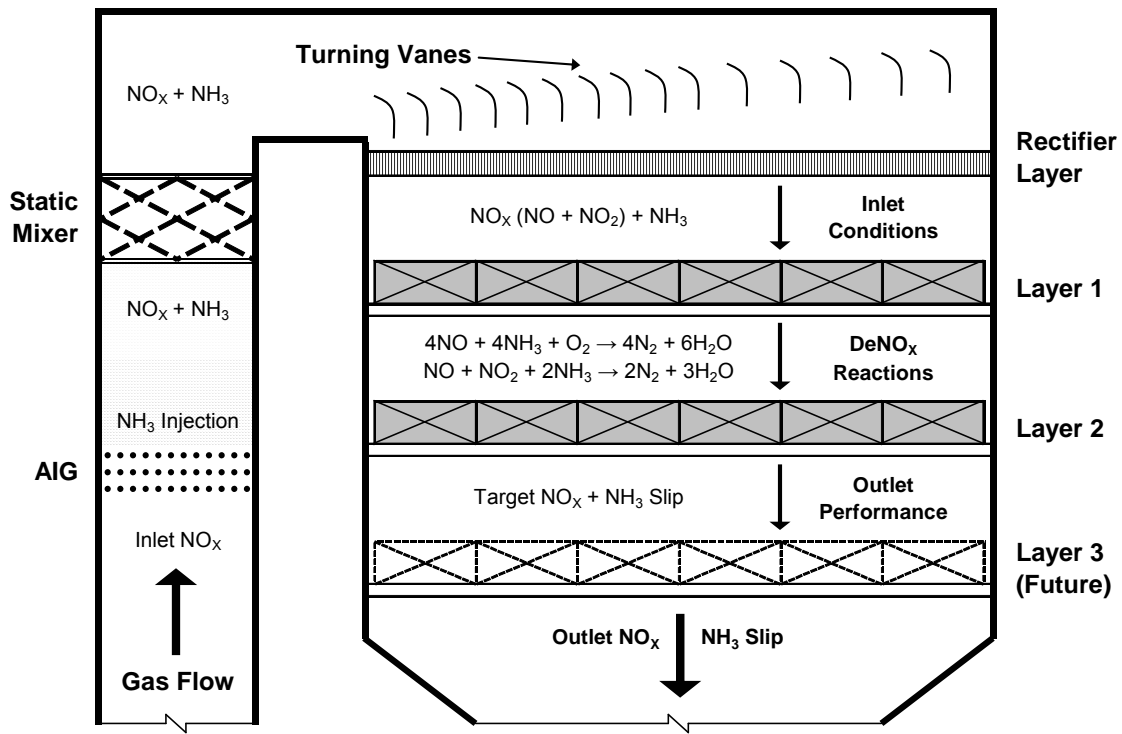 Turning Vanes
NOX + NH3
Rectifier
Layer
Static
Mixer
NOX (NO + NO2) + NH3
Inlet
Conditions
Layer 1
NOX + NH3
4NO + 4NH3 + O2 → 4N2 + 6H2O
NO + NO2 + 2NH3 → 2N2 + 3H2O
DeNOX
Reactions
NH3 Injection
Layer 2
AIG
Target NOX + NH3 Slip
Outlet
Performance
Inlet NOX
Layer 3
(Future)
Outlet NOX
NH3 Slip
Gas Flow